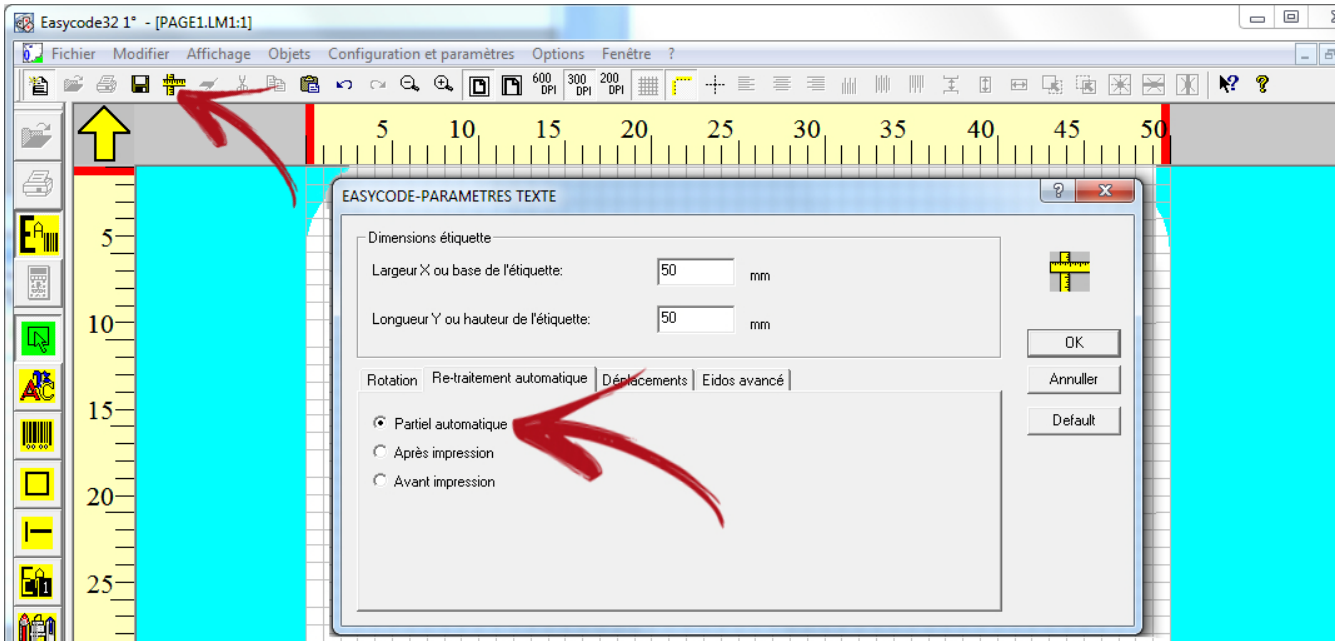 Easycode32 1° - [PAGE1.LM1:1]
Fichier Modifier Affichage Objets Configuration et paramètres Options Fenêtre ?
600 DPI 300 DPI 200 DPI
5 10 15 20 25 30 35 40 45 50
EASYCODE-PARAMETRES TEXTE
Dimensions étiquette
5
Largeur X ou base de l'étiquette: 50 mm
Longueur Y ou hauteur de l'étiquette: 50 mm
10
OK
Rotation Re-traitement automatique Déplacements Eidos avancé
Annuller
15
Partiel automatique
Default
Après impression
Avant impression
20
25